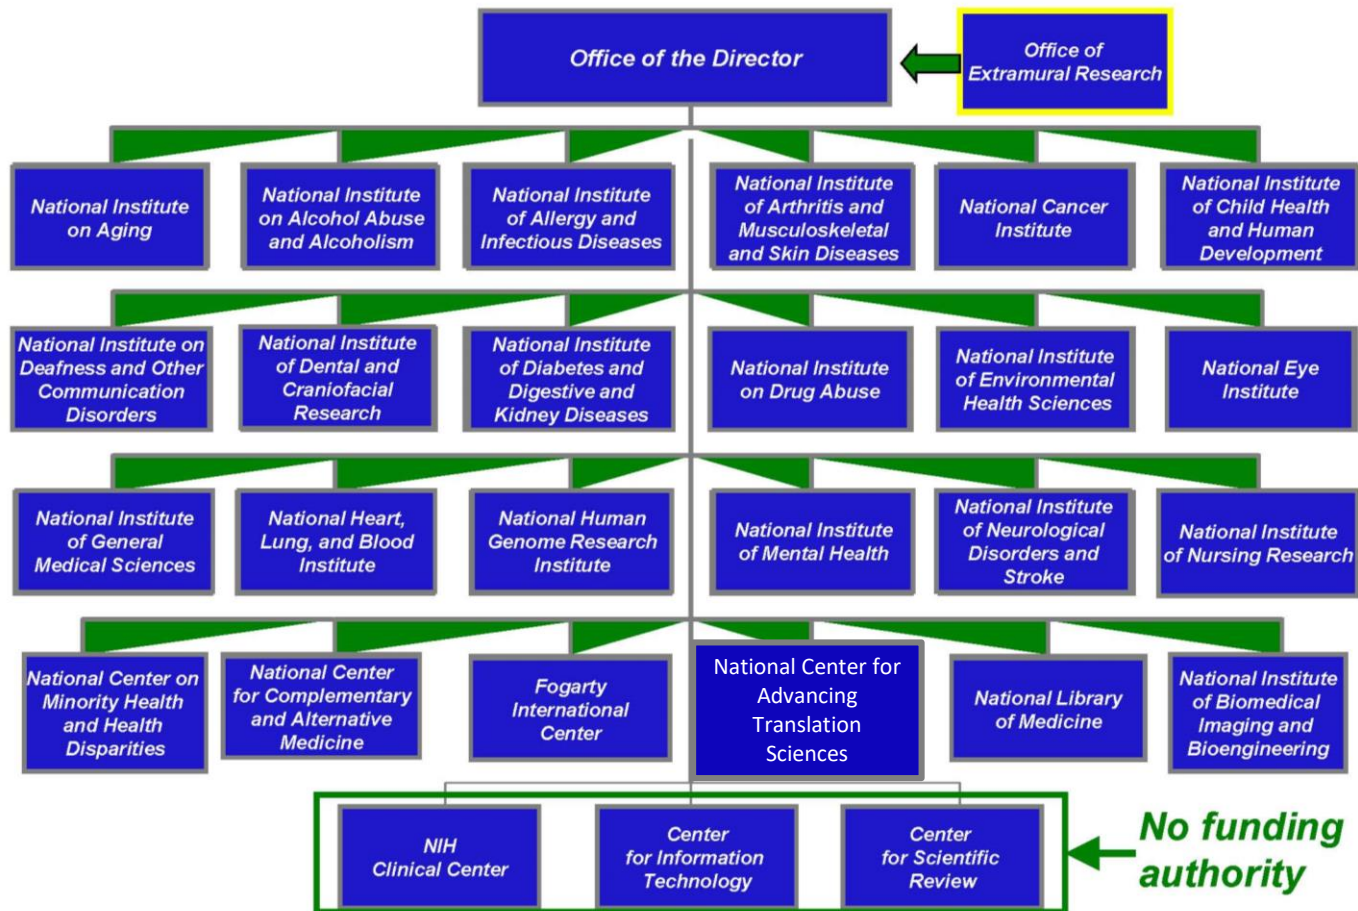 Office of the Director
Office of
Extramural Research
National Institute
on Aging
National Institute
on Alcohol Abuse
and Alcoholism
National Institute
of Allergy and
Infectious Diseases
National Institute
of Arthritis and
Musculoskeletal
and Skin Diseases
National Cancer
Institute
National Institute
of Child Health
and Human
Development
National Institute on
Deafness and Other
Communication
Disorders
National Institute
of Dental and
Craniofacial
Research
National Institute
of Diabetes and
Digestive and
Kidney Diseases
National Institute
on Drug Abuse
National Institute
of Environmental
Health Sciences
National Eye
Institute
National Institute
of General
Medical Sciences
National Heart,
Lung, and Blood
Institute
National Human
Genome Research
Institute
National Institute
of Mental Health
National Institute
of Neurological
Disorders and
Stroke
National Institute
of Nursing Research
National Center on
Minority Health
and Health
Disparities
National Center
for Complementary
and Alternative
Medicine
Fogarty
International
Center
National Center for
Advancing
Translation
Sciences
National Library
of Medicine
National Institute
of Biomedical
Imaging and
Bioengineering
NIH
Clinical Center
Center
for Information
Technology
Center
for Scientific
Review
No funding
authority